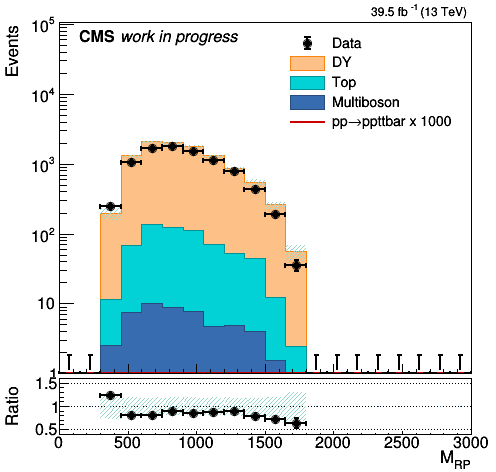 39.5 fb⁻¹ (13 TeV)
CMS work in progress
Events
10⁵
10⁴
10³
10²
10
1
Data
DY
Top
Multiboson
pp→ppttbar x 1000
Ratio
1.5
1
0.5
0 500 1000 1500 2000 2500 3000
M_RP